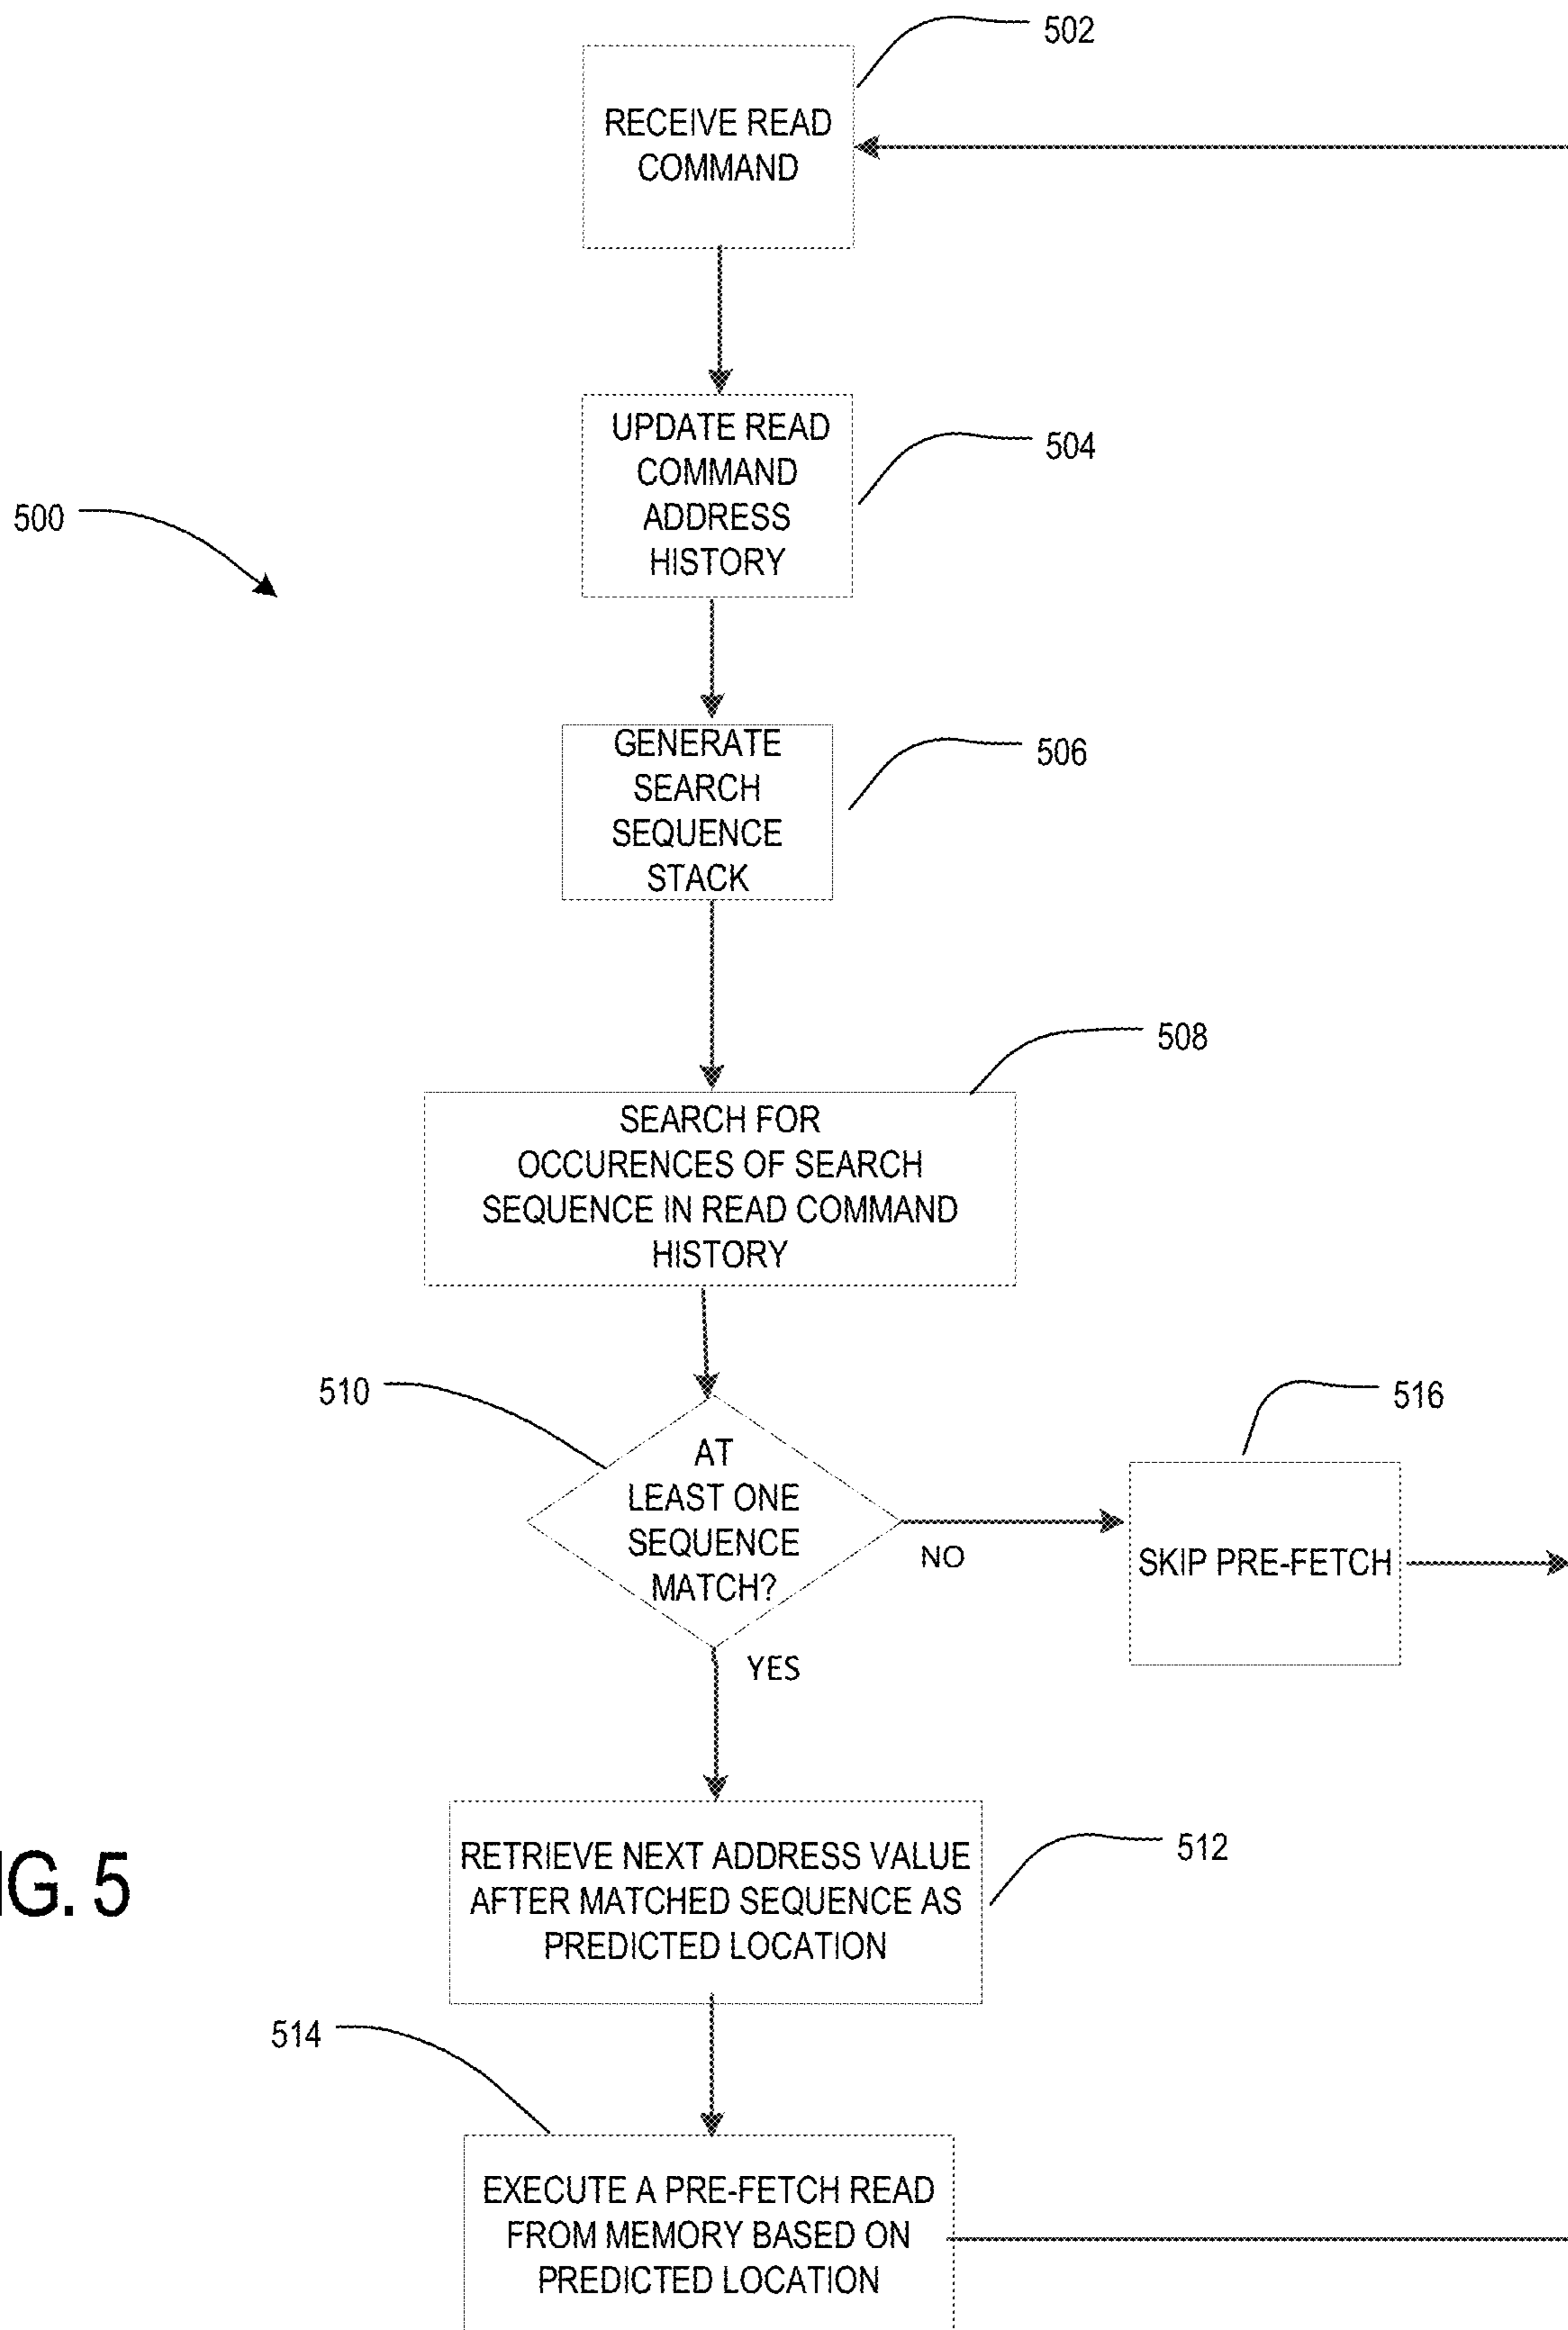 502
RECEIVE READ
COMMAND
UPDATE READ
COMMAND
ADDRESS
HISTORY
504
500
GENERATE
SEARCH
SEQUENCE
STACK
506
508
SEARCH FOR
OCCURENCES OF SEARCH
SEQUENCE IN READ COMMAND
HISTORY
510
516
AT
LEAST ONE
SEQUENCE
MATCH?
NO
SKIP PRE-FETCH
YES
RETRIEVE NEXT ADDRESS VALUE
AFTER MATCHED SEQUENCE AS
PREDICTED LOCATION
512
IG. 5
514
EXECUTE A PRE-FETCH READ
FROM MEMORY BASED ON
PREDICTED LOCATION